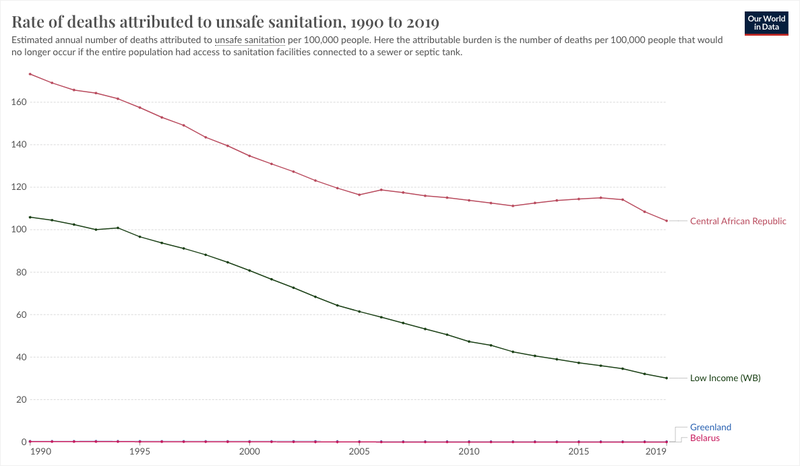 Rate of deaths attributed to unsafe sanitation, 1990 to 2019
Our World
in Data
Estimated annual number of deaths attributed to unsafe sanitation per 100,000 people. Here the attributable burden is the number of deaths per 100,000 people that would
no longer occur if the entire population had access to sanitation facilities connected to a sewer or septic tank.
160
140
120
100
80
60
40
20
0
Central African Republic
Low Income (WB)
Greenland
Belarus
1990
1995
2000
2005
2010
2015
2019